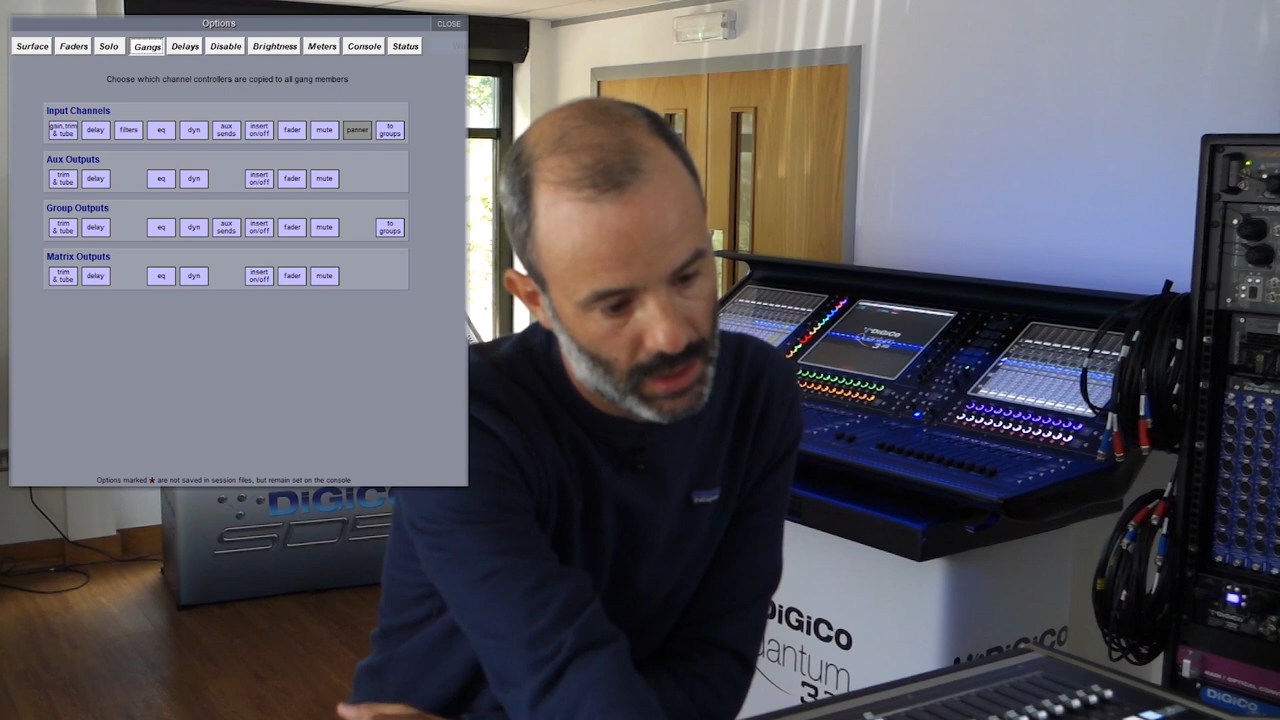 Options
CLOSE
Surface Faders Solo Gangs Delays Disable Brightness Meters Console Status
Choose which channel controllers are copied to all gang members
Input Channels
gain,trim & tube delay filters eq dyn aux sends insert on/off fader mute panner to groups
Aux Outputs
trim & tube delay eq dyn insert on/off fader mute
Group Outputs
trim & tube delay eq dyn aux sends insert on/off fader mute to groups
Matrix Outputs
trim & tube delay eq dyn insert on/off fader mute
Options marked ★ are not saved in session files, but remain set on the console
DiGiCo
DiGiCo
SD5
DiGiCo
DiGiCo
DiGiCo